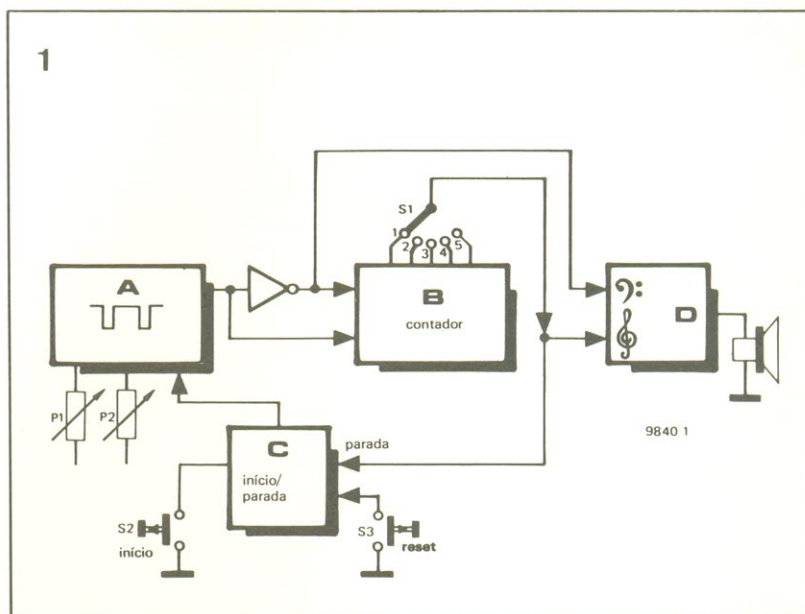 1
S1
1
2
3
4
5
A
B
contador
D
P1
P2
9840 1
C
parada
início/
parada
S2
início
S3
reset